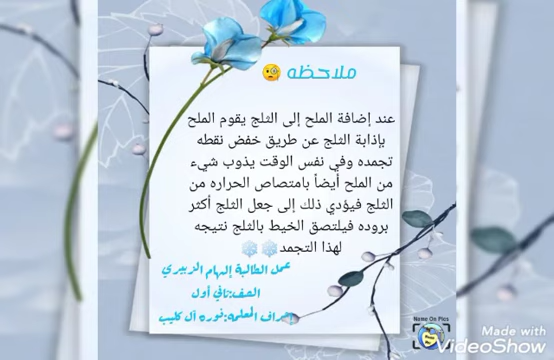 ملاحظه 🧐
عند إضافة الملح إلى الثلج يقوم الملح
بإذابة الثلج عن طريق خفض نقطه
تجمده وفي نفس الوقت يذوب شيء
من الملح أيضاً بامتصاص الحراره من
الثلج فيؤدي ذلك إلى جعل الثلج أكثر
بروده فيلتصق الخيط بالثلج نتيجه
لهذا التجمد❄️❄️
عمل الطالبة إلهام الزبيري
الصف:ثاني أول
إشراف المعلمة:نوره آل كليب
Name On Pics
Made with
VideoShow